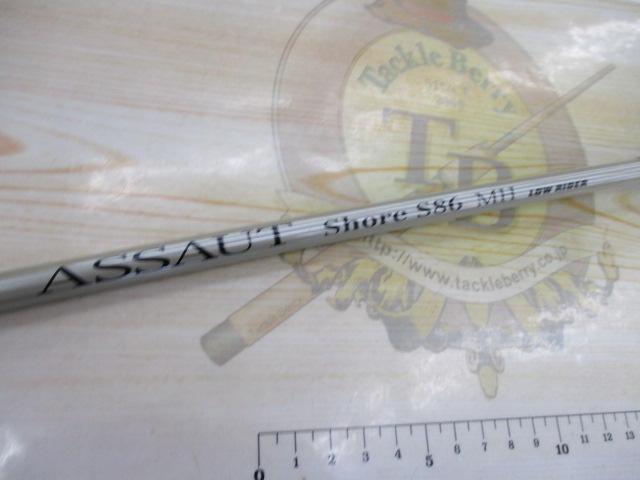 Tackle Berry
TB
ASSAUT Shore S86 MH LOW RIDER
http://www.tackleberry.co.jp
0 1 2 3 4 5 6 7 8 9 10 11 12 13